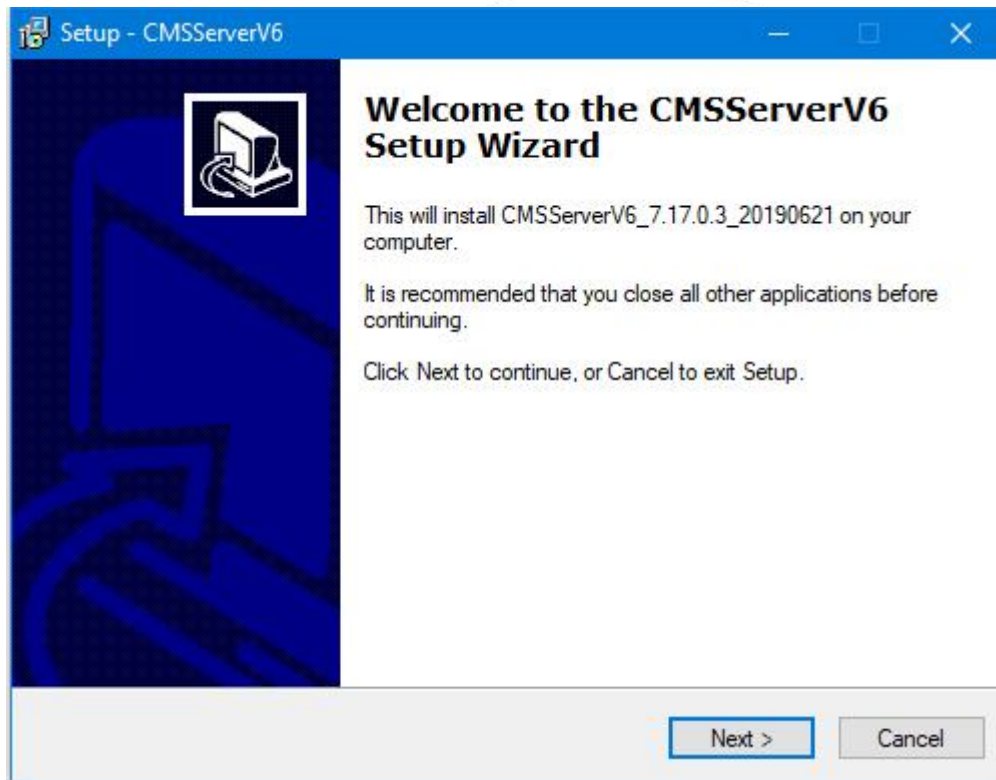 Setup - CMSServerV6
Welcome to the CMSServerV6
Setup Wizard
This will install CMSServerV6_7.17.0.3_20190621 on your
computer.
It is recommended that you close all other applications before
continuing.
Click Next to continue, or Cancel to exit Setup.
Next >
Cancel